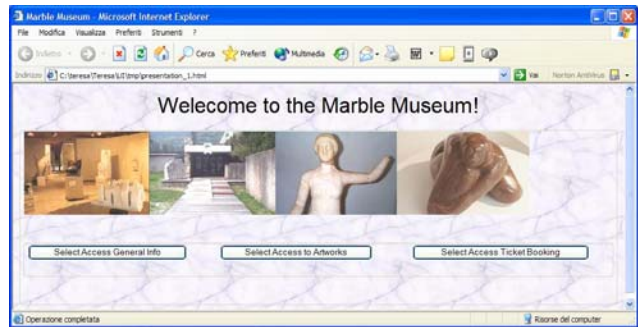 Marble Museum - Microsoft Internet Explorer
File Modifica Visualizza Preferiti Strumenti ?
Indietro Cerca Preferiti Multimedia
Indirizzo C:\teresa\Teresa\UI\tmp\presentation_1.html Vai Norton AntiVirus
Welecome to the Marble Museum!
Select Access General Info Select Access to Artworks Select Access Ticket Booking
Operazione completata Risorse del computer